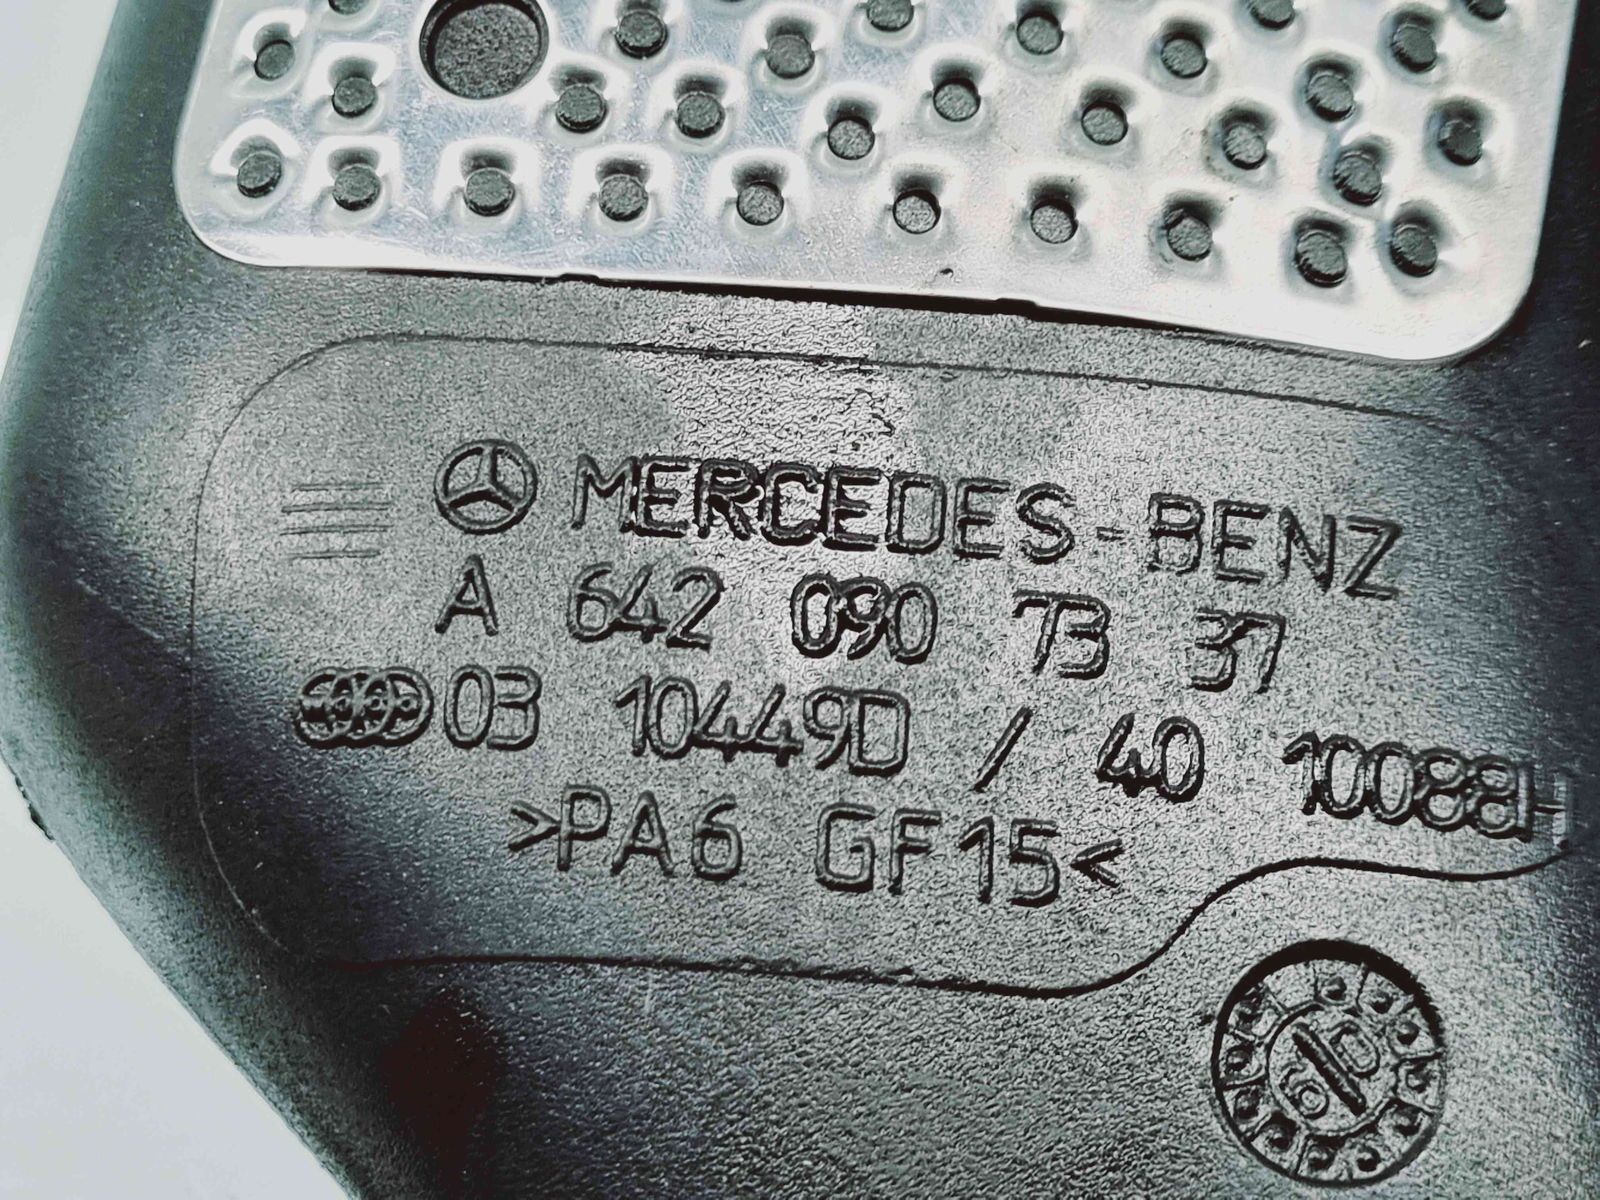 MERCEDES-BENZ
A 642 090 73 37
03 10449D / 40 10088H
>PA6 GF15<